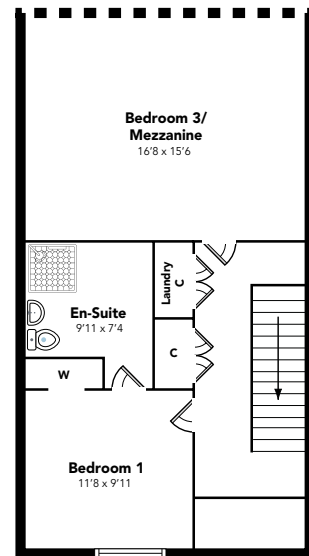 Bedroom 3/
Mezzanine
16'8 x 15'6
Laundry
C
En-Suite
9'11 x 7'4
C
W
Bedroom 1
11'8 x 9'11